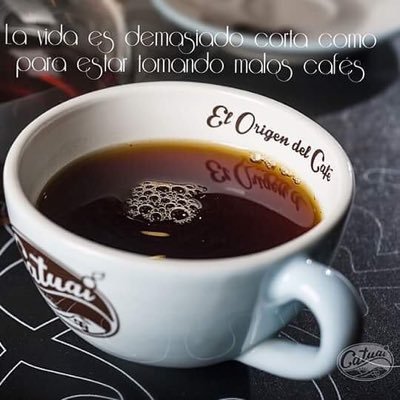 La vida es demasiado corta como
para estar tomando malos cafés
El Origen del Café
Catuai
Catuai